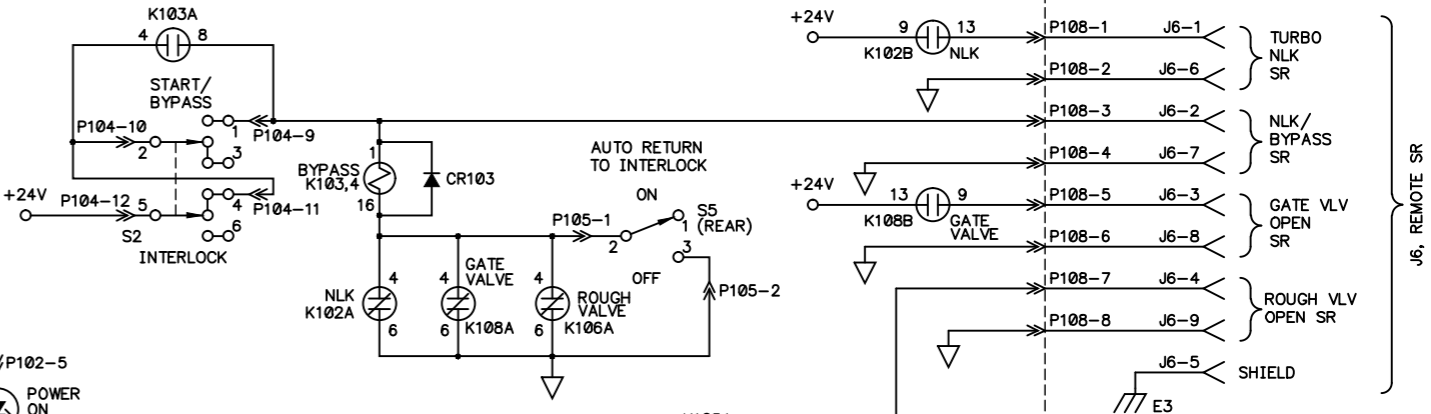 K103A
4 8
START/
BYPASS
P104-10
2
1
P104-9
3
+24V
P104-12
5
4
P104-11
6
S2
INTERLOCK
1
BYPASS
K103,4
16
CR103
AUTO RETURN
TO INTERLOCK
ON
P105-1
2
1
S5
(REAR)
3
OFF
P105-2
4
NLK
K102A
6
4
GATE
VALVE
6
K108A
4
ROUGH
VALVE
6
K106A
+24V
9 13
K102B NLK
P108-1 J6-1
P108-2 J6-6
TURBO
NLK
SR
P108-3 J6-2
P108-4 J6-7
NLK/
BYPASS
SR
+24V
13 9
K108B
GATE
VALVE
P108-5 J6-3
P108-6 J6-8
GATE VLV
OPEN
SR
P108-7 J6-4
P108-8 J6-9
ROUGH VLV
OPEN SR
J6-5 SHIELD
E3
J6, REMOTE SR
P102-5
POWER
ON